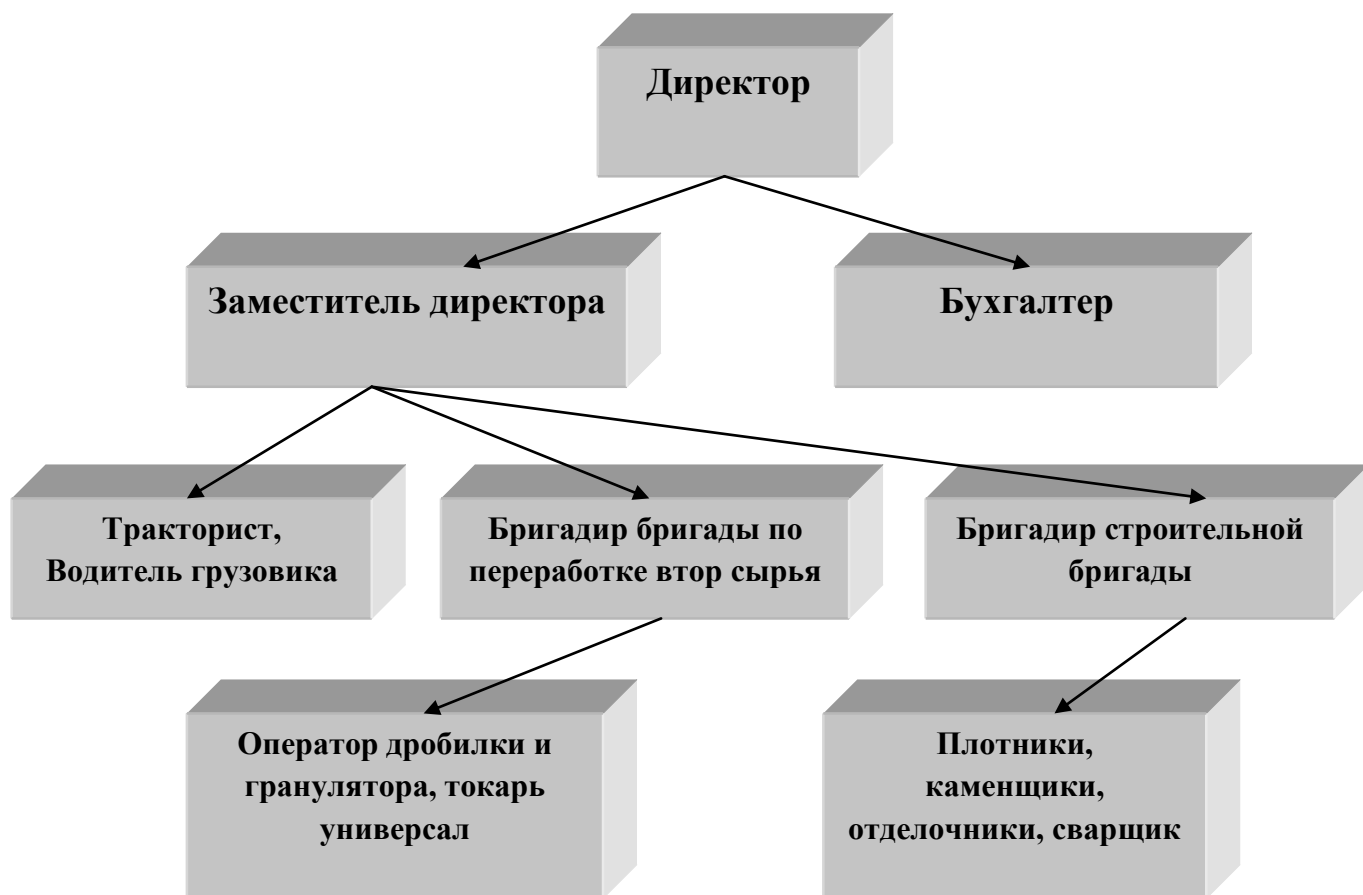 Директор
Заместитель директора
Бухгалтер
Тракторист,
Водитель грузовика
Бригадир бригады по
переработке втор сырья
Бригадир строительной
бригады
Оператор дробилки и
гранулятора, токарь
универсал
Плотники,
каменщики,
отделочники, сварщик